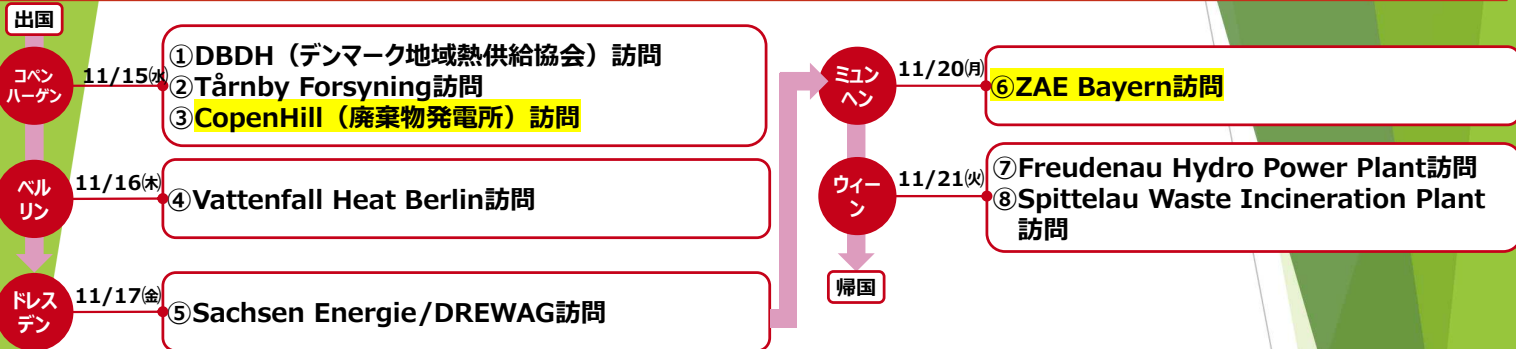 出国
コペン
ハーゲン
11/15㈬
①DBDH（デンマーク地域熱供給協会）訪問
②Tårnby Forsyning訪問
③CopenHill（廃棄物発電所）訪問
ベル
リン
11/16㈭
④Vattenfall Heat Berlin訪問
ドレス
デン
11/17㈮
⑤Sachsen Energie/DREWAG訪問
ミュン
ヘン
11/20㈪
⑥ZAE Bayern訪問
ウィー
ン
11/21㈫
⑦Freudenau Hydro Power Plant訪問
⑧Spittelau Waste Incineration Plant
訪問
帰国